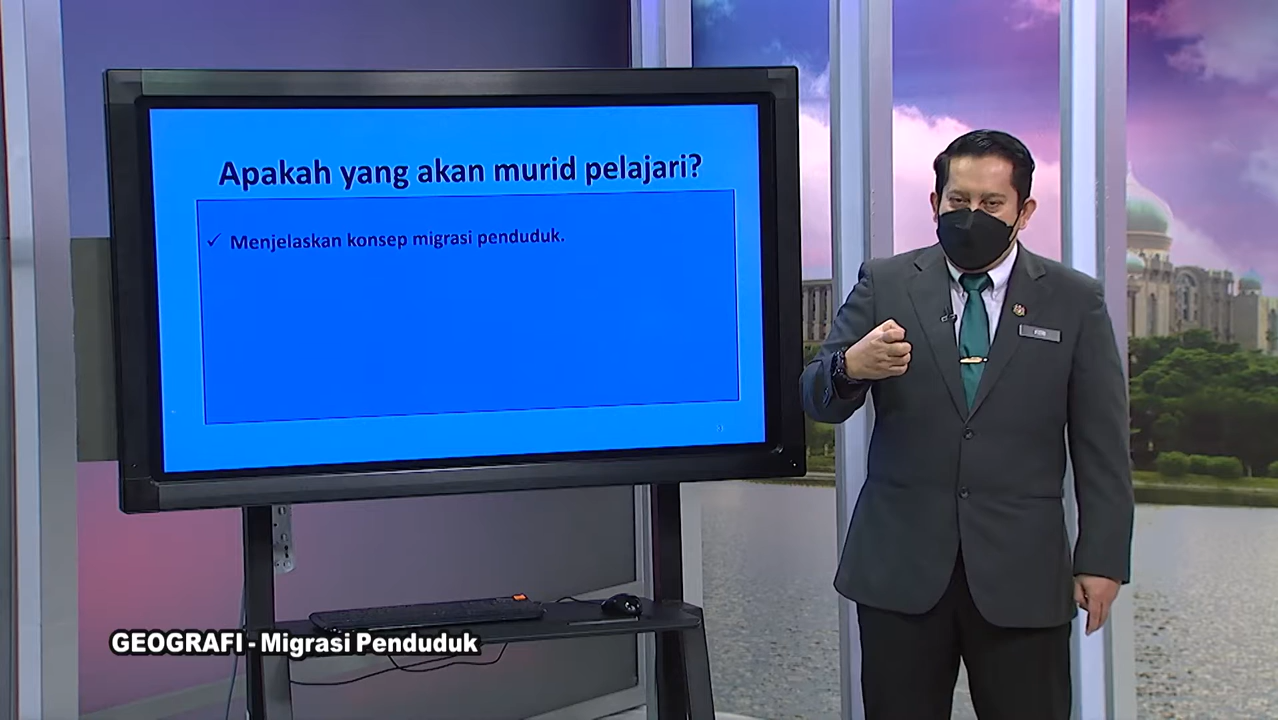 Apakah yang akan murid pelajari?
✓ Menjelaskan konsep migrasi penduduk.
GEOGRAFI - Migrasi Penduduk